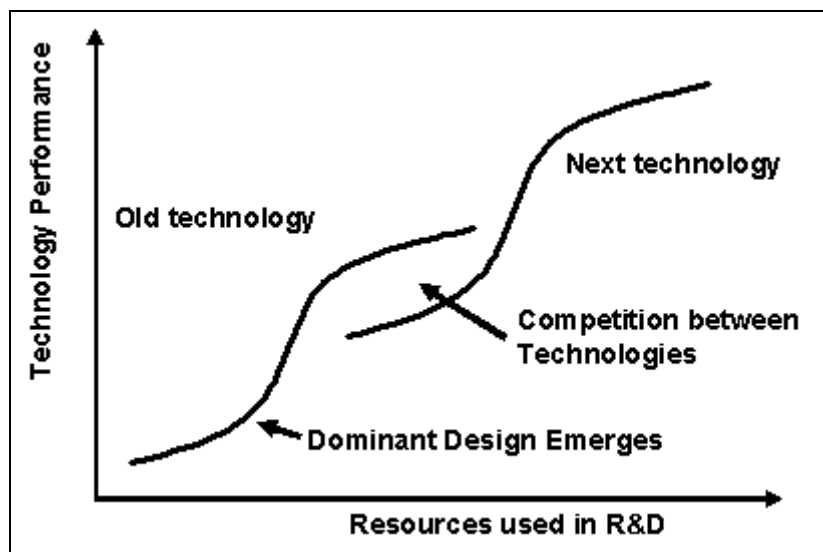 Technology Performance
Next technology
Old technology
Competition between
Technologies
Dominant Design Emerges
Resources used in R&D